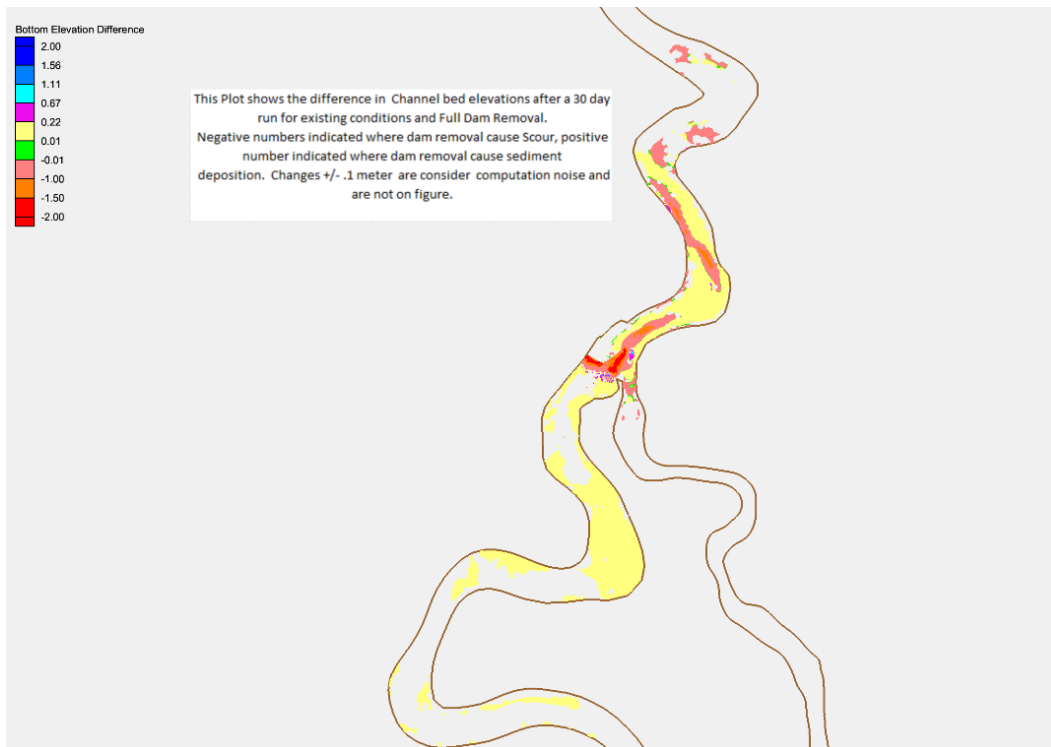 Bottom Elevation Difference
2.00
1.56
1.11
0.67
0.22
0.01
-0.01
-1.00
-1.50
-2.00
This Plot shows the difference in Channel bed elevations after a 30 day
run for existing conditions and Full Dam Removal.
Negative numbers indicated where dam removal cause Scour, positive
number indicated where dam removal cause sediment
deposition. Changes +/- .1 meter are consider computation noise and
are not on figure.